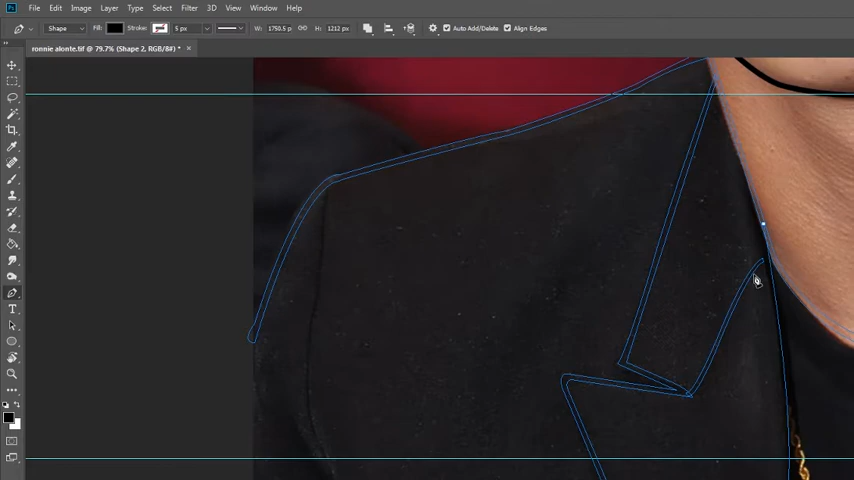 Ps File Edit Image Layer Type Select Filter 3D View Window Help
Shape Fill: Stroke: 5 px W: 1750.5 p H: 1212 px Auto Add/Delete Align Edges
ronnie alonte.tif @ 79.7% (Shape 2, RGB/8#) * ×
T